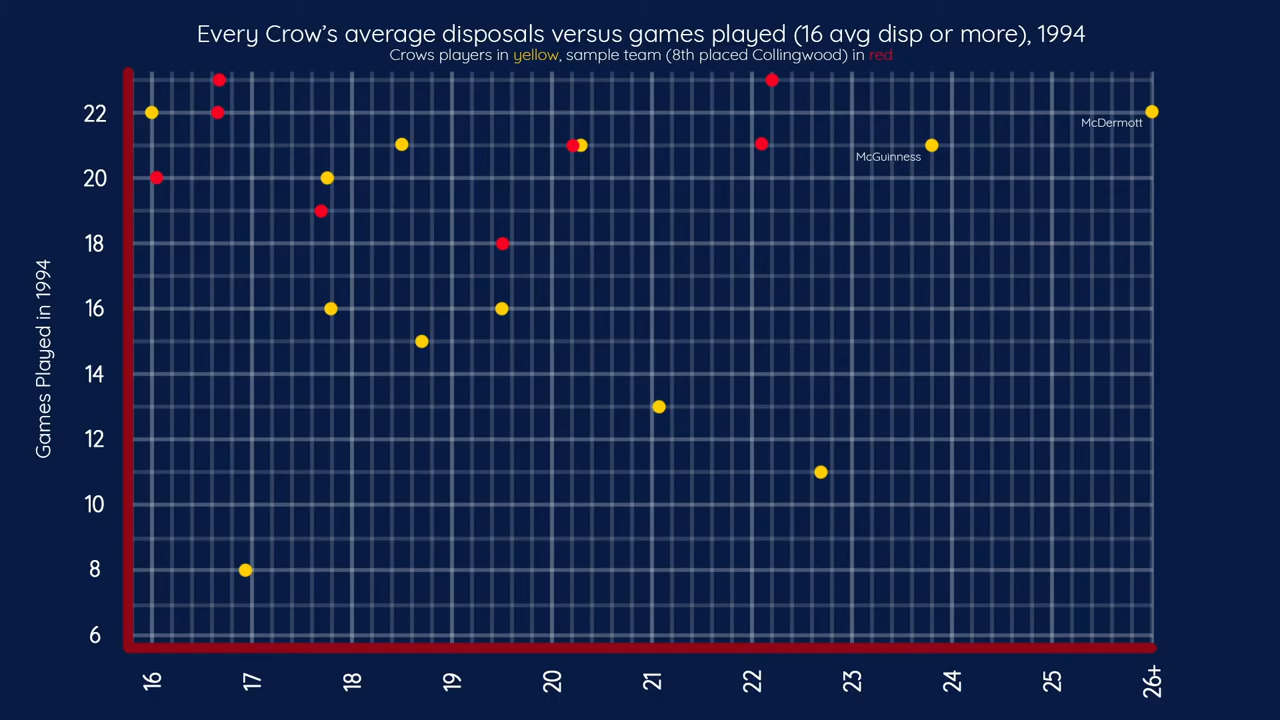 Every Crow's average disposals versus games played (16 avg disp or more), 1994
Crows players in yellow, sample team (8th placed Collingwood) in red
22
McDermott
McGuinness
20
18
16
14
12
10
8
6
Games Played in 1994
16 17 18 19 20 21 22 23 24 25 26+